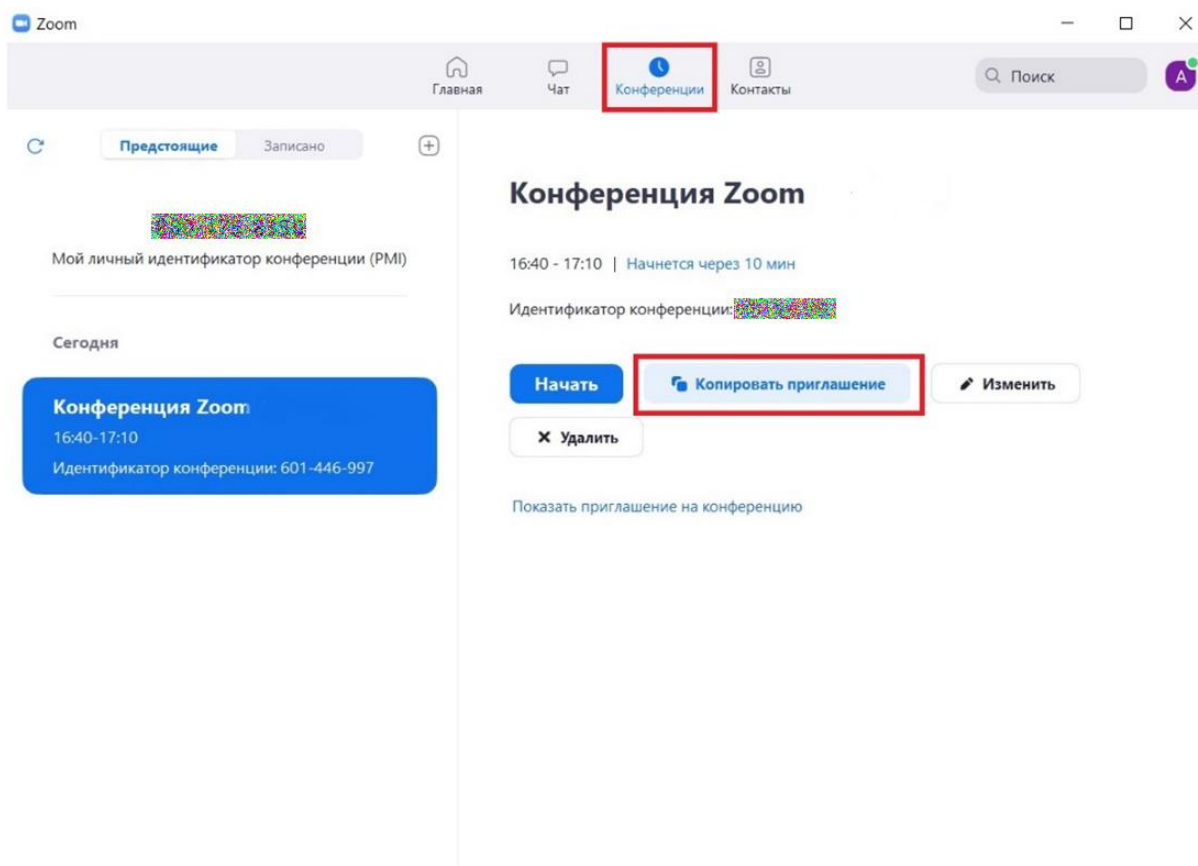 Zoom
Главная
Чат
Конференции
Контакты
Поиск
А
Предстоящие
Записано
Мой личный идентификатор конференции (PMI)
Сегодня
Конференция Zoom
16:40-17:10
Идентификатор конференции: 601-446-997
Конференция Zoom
16:40 - 17:10 | Начнется через 10 мин
Идентификатор конференции:
Начать
Копировать приглашение
Изменить
Удалить
Показать приглашение на конференцию